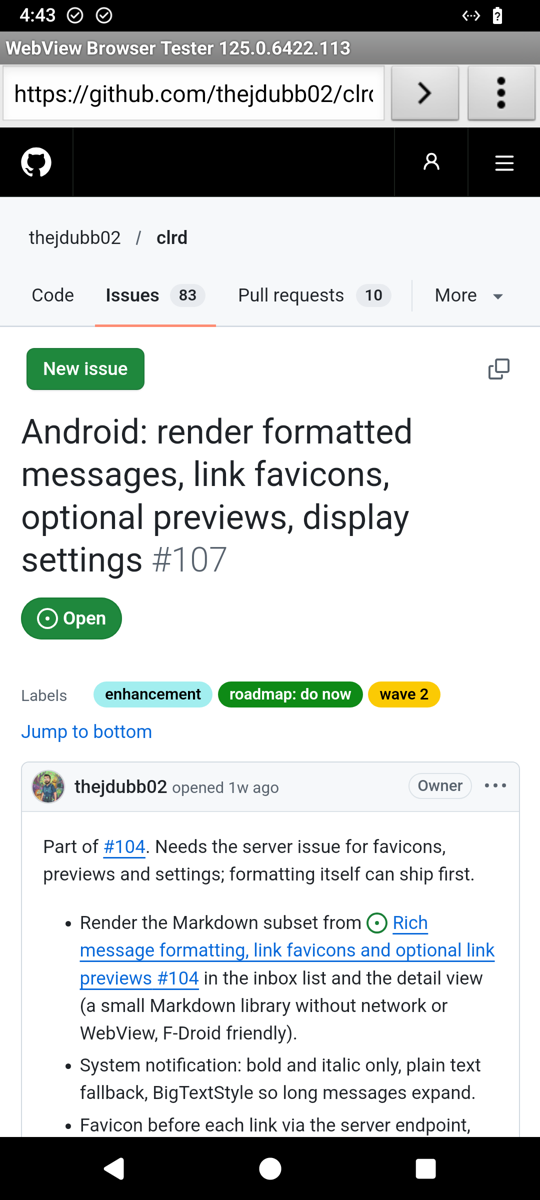 4:43
WebView Browser Tester 125.0.6422.113
https://github.com/thejdubb02/clrd
thejdubb02 / clrd
Code Issues 83 Pull requests 10 More
New issue
Android: render formatted
messages, link favicons,
optional previews, display
settings #107
Open
Labels enhancement roadmap: do now wave 2
Jump to bottom
thejdubb02 opened 1w ago Owner
Part of #104. Needs the server issue for favicons,
previews and settings; formatting itself can ship first.
• Render the Markdown subset from Rich
message formatting, link favicons and optional link
previews #104 in the inbox list and the detail view
(a small Markdown library without network or
WebView, F-Droid friendly).
• System notification: bold and italic only, plain text
fallback, BigTextStyle so long messages expand.
• Favicon before each link via the server endpoint,